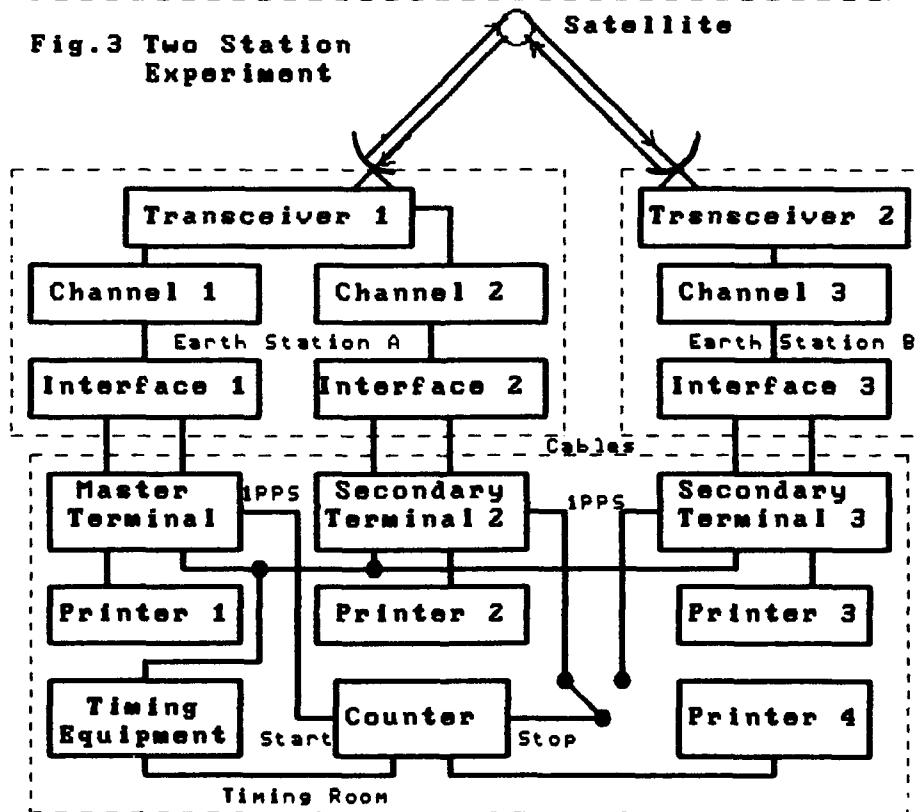 Fig.3 Two Station
Experiment
Satellite
Transceiver 1
Trensceiver 2
Channel 1
Channel 2
Channel 3
Earth Station A
Earth Station B
Interface 1
Interface 2
Interface 3
Cables
Master
Terminal
1PPS
Secondary
Terminal 2
1PPS
Secondary
Terminal 3
Printer 1
Printer 2
Printer 3
Timing
Equipment
Start
Counter
Stop
Printer 4
Timing Room